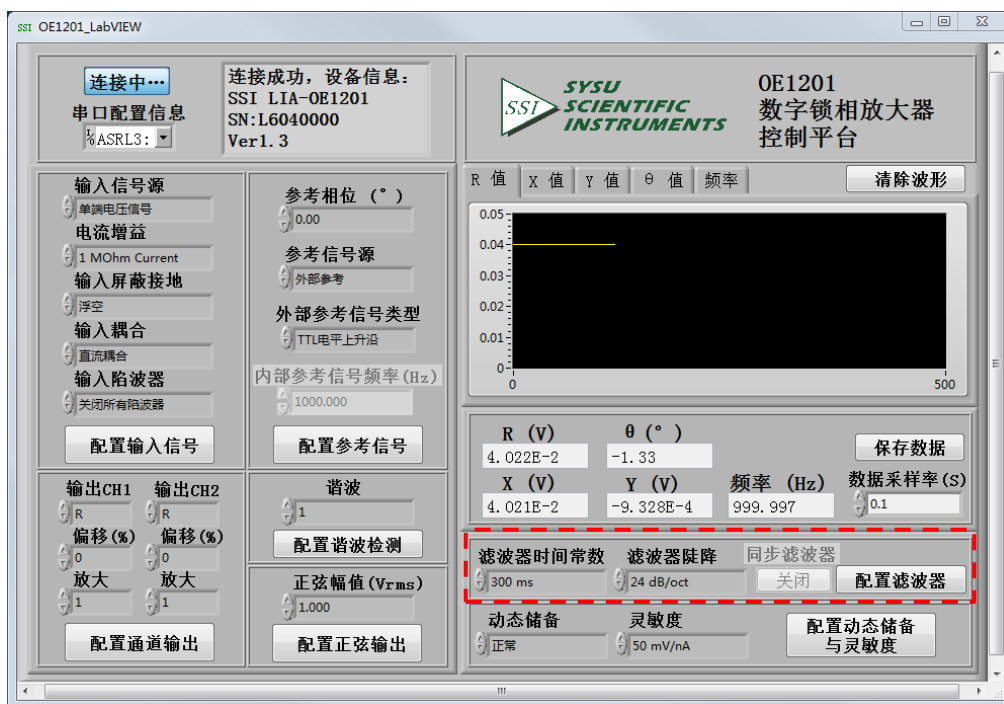 SSI OE1201_LabVIEW
连接中…
串口配置信息
ASRL3:
连接成功，设备信息：
SSI LIA-OE1201
SN:L6040000
Ver1.3
SSI
SYSU
SCIENTIFIC
INSTRUMENTS
OE1201
数字锁相放大器
控制平台
输入信号源
单端电压信号
电流增益
1 MOhm Current
输入屏蔽接地
浮空
输入耦合
直流耦合
输入陷波器
关闭所有陷波器
配置输入信号
参考相位 (°)
0.00
参考信号源
外部参考
外部参考信号类型
TTL电平上升沿
内部参考信号频率(Hz)
1000.000
配置参考信号
R 值 X 值 Y 值 θ 值 频率
清除波形
0.05
0.04
0.03
0.02
0.01
0
0 500
R (V) θ (°)
4.022E-2 -1.33
保存数据
X (V) Y (V) 频率 (Hz) 数据采样率(S)
4.021E-2 -9.328E-4 999.997 0.1
输出CH1 输出CH2
R R
偏移(%) 偏移(%)
0 0
放大 放大
1 1
配置通道输出
谐波
1
配置谐波检测
正弦幅值(Vrms)
1.000
配置正弦输出
滤波器时间常数 滤波器陡降 同步滤波器
300 ms 24 dB/oct 关闭 配置滤波器
动态储备 灵敏度
正常 50 mV/nA
配置动态储备
与灵敏度